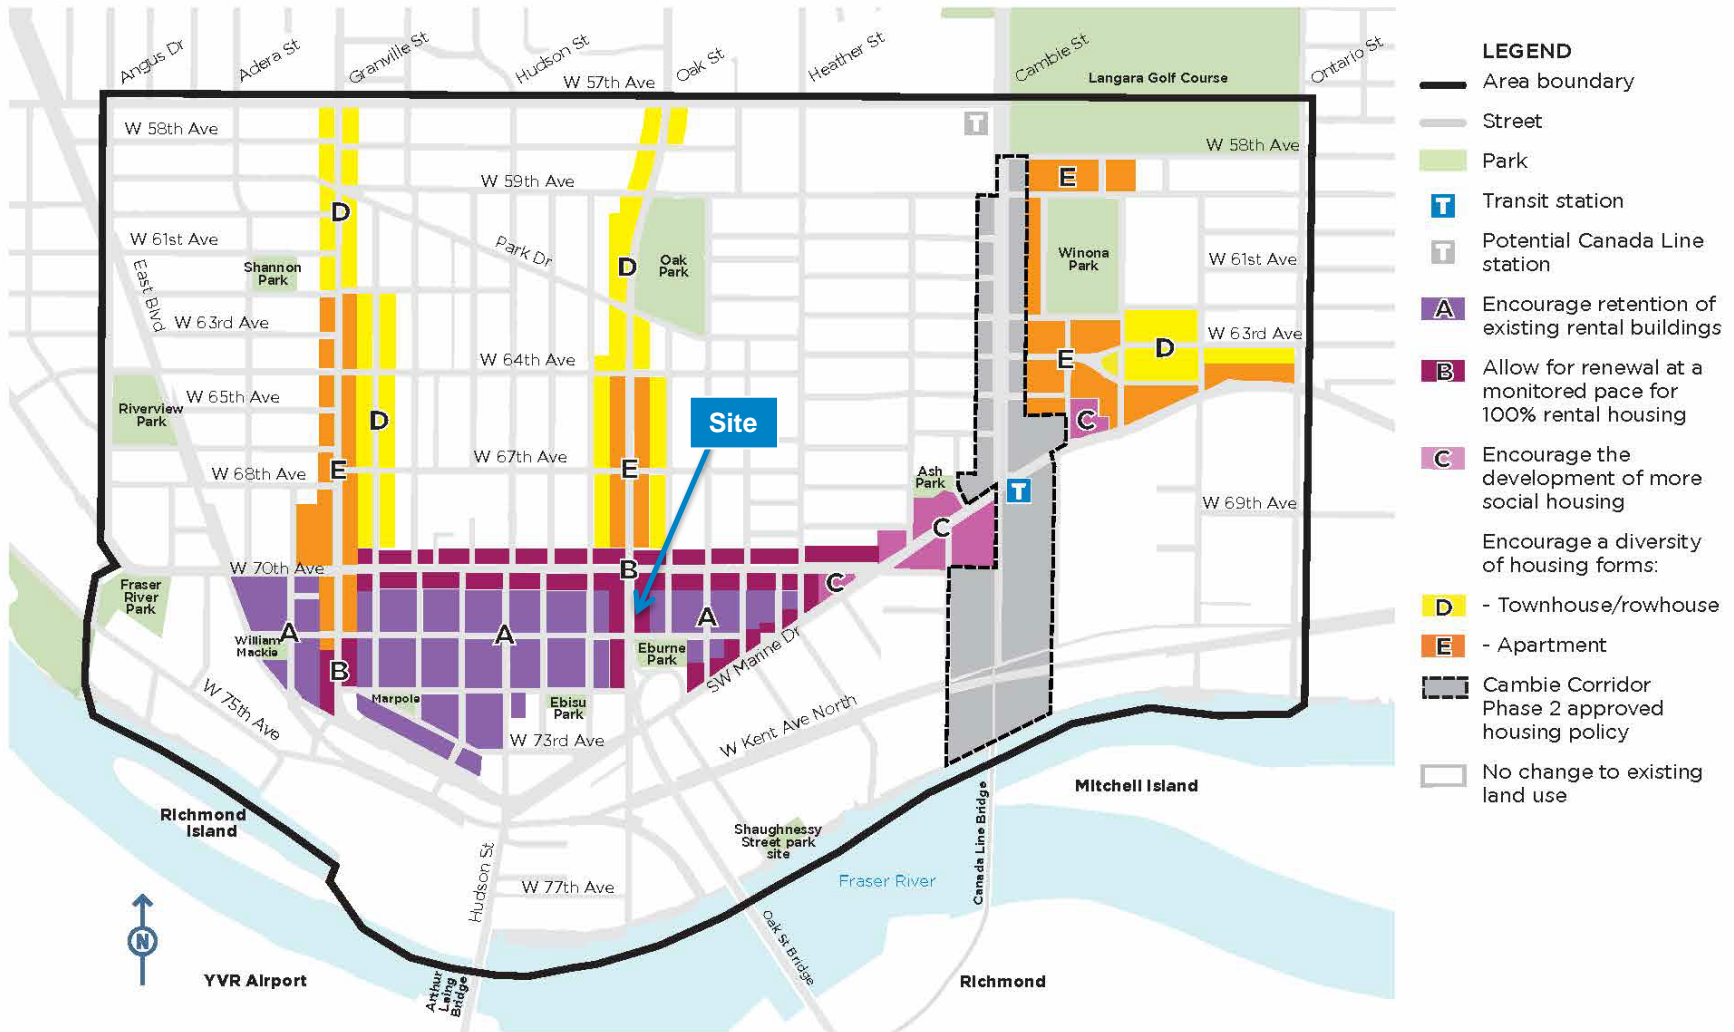 Angus Dr
Adera St
Granville St
Hudson St
Oak St
Heather St
Cambie St
Ontario St
W 57th Ave
Langara Golf Course
T
W 58th Ave
W 58th Ave
W 59th Ave
E
D
W 61st Ave
Shannon
Park
East Blvd
Park Dr
D
Oak
Park
Winona
Park
W 61st Ave
W 63rd Ave
W 64th Ave
W 63rd Ave
D
E
Riverview
Park
W 65th Ave
D
Site
C
W 68th Ave
E
W 67th Ave
E
Ash
Park
T
W 69th Ave
C
W 70th Ave
B
C
Fraser
River
Park
A
William
Mackie
A
A
Eburne
Park
B
SW Marine Dr
Marpole
Ebisu
Park
W 75th Ave
W 73rd Ave
W Kent Ave North
Richmond
Island
Mitchell Island
Canada Line Bridge
Shaughnessy
Street park
site
Fraser River
Hudson St
W 77th Ave
Oak St Bridge
N
YVR Airport
Arthur
Laing
Bridge
Richmond
LEGEND
Area boundary
Street
Park
T Transit station
T Potential Canada Line
station
A Encourage retention of
existing rental buildings
B Allow for renewal at a
monitored pace for
100% rental housing
C Encourage the
development of more
social housing
Encourage a diversity
of housing forms:
D - Townhouse/rowhouse
E - Apartment
Cambie Corridor
Phase 2 approved
housing policy
No change to existing
land use